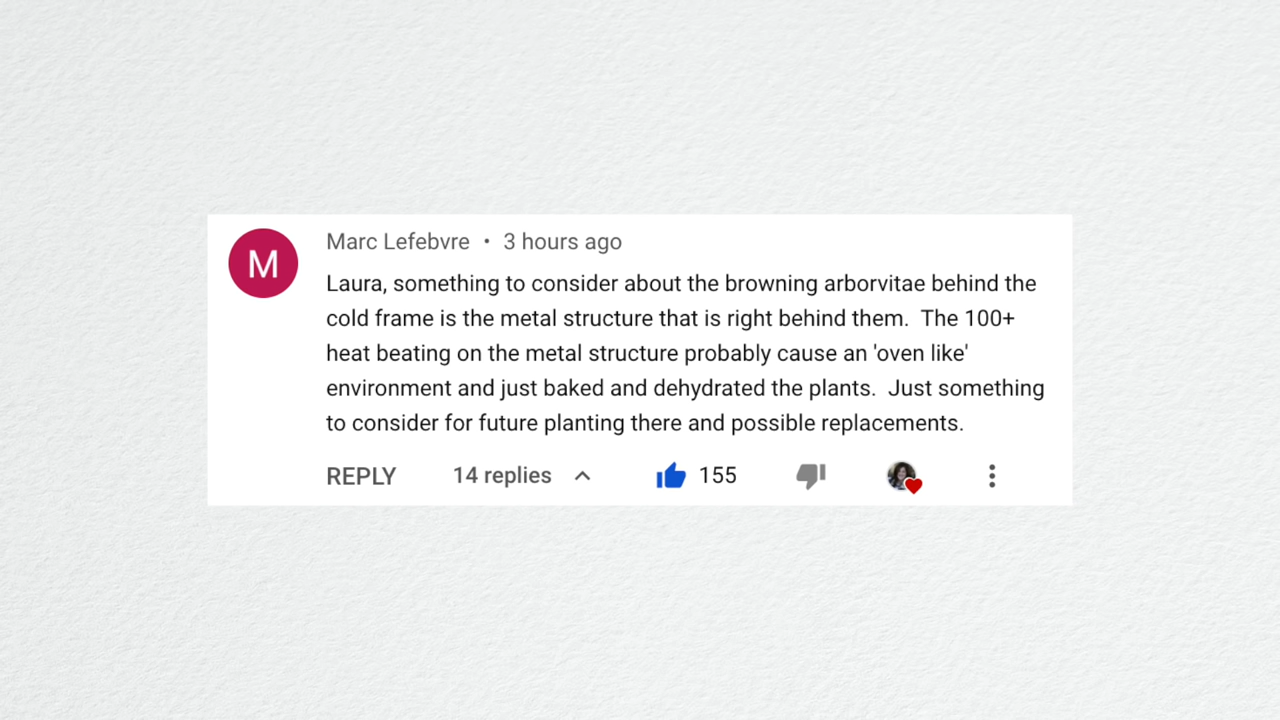 M
Marc Lefebvre • 3 hours ago
Laura, something to consider about the browning arborvitae behind the
cold frame is the metal structure that is right behind them.  The 100+
heat beating on the metal structure probably cause an 'oven like'
environment and just baked and dehydrated the plants.  Just something
to consider for future planting there and possible replacements.
REPLY 14 replies 155